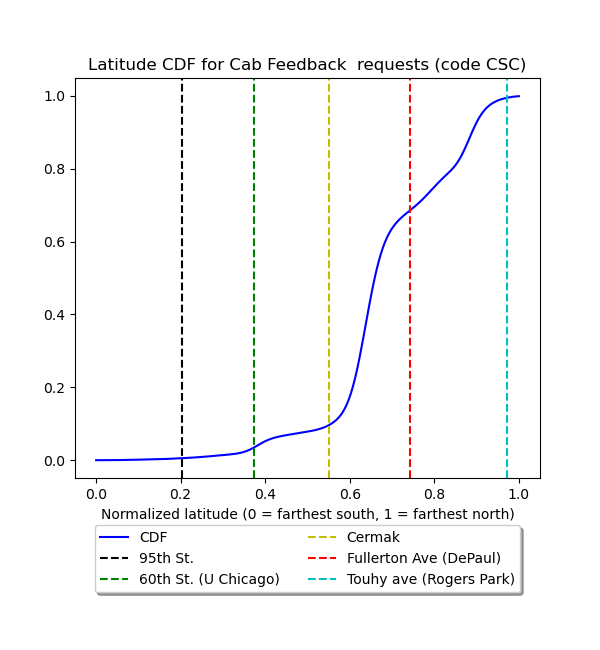 Latitude CDF for Cab Feedback  requests (code CSC)
1.0
0.8
0.6
0.4
0.2
0.0
0.0 0.2 0.4 0.6 0.8 1.0
Normalized latitude (0 = farthest south, 1 = farthest north)
CDF
95th St.
60th St. (U Chicago)
Cermak
Fullerton Ave (DePaul)
Touhy ave (Rogers Park)